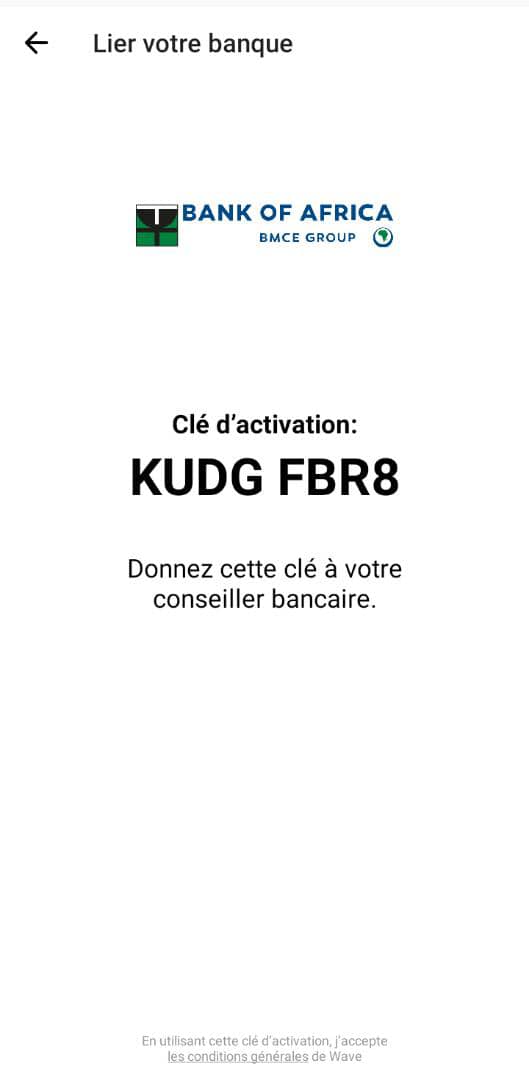 Lier votre banque
BANK OF AFRICA
BMCE GROUP
Clé d’activation:
KUDG FBR8
Donnez cette clé à votre
conseiller bancaire.
En utilisant cette clé d’activation, j’accepte
les conditions générales de Wave